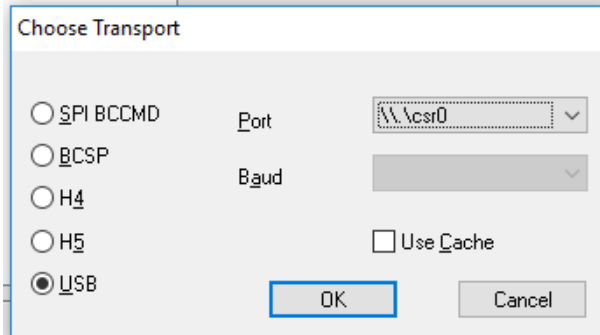 Choose Transport
SPI BCCMD
BCSP
H4
H5
USB
Port
\\.\csr0
Baud
Use Cache
OK
Cancel